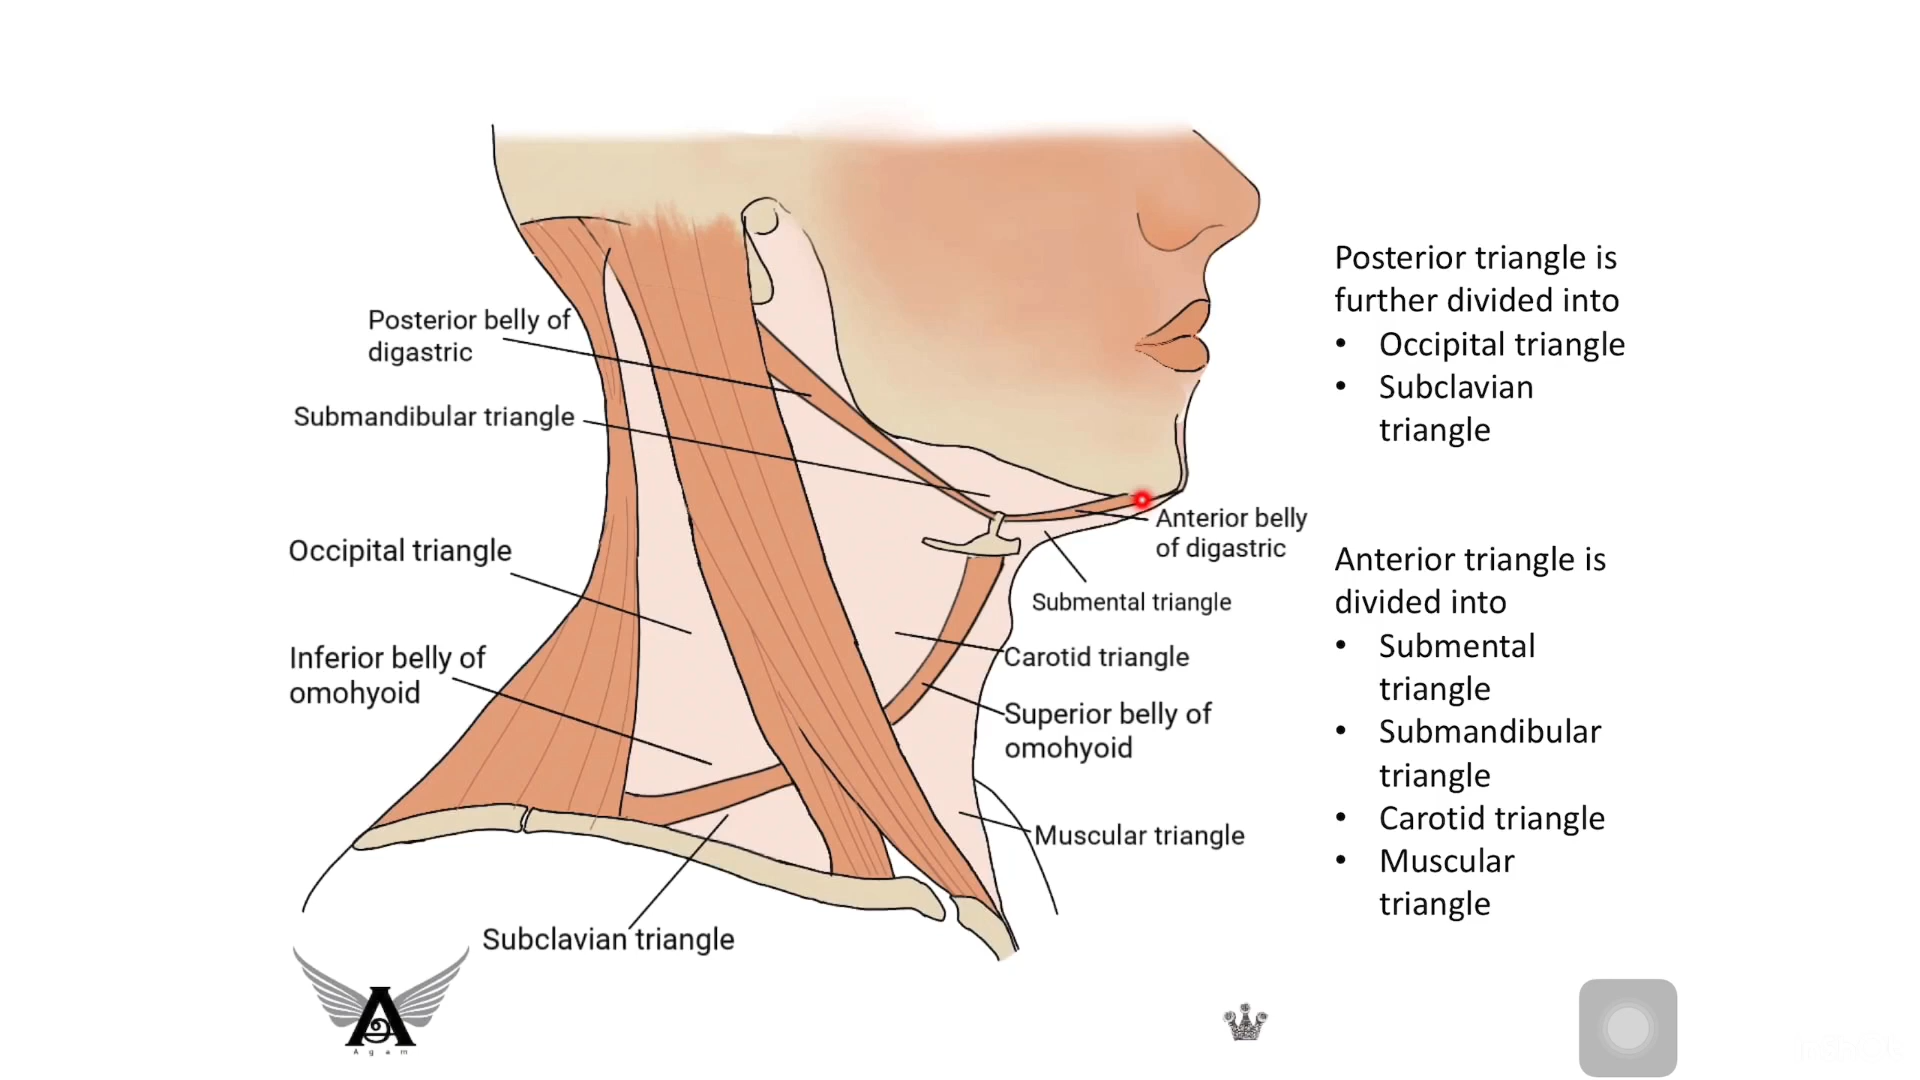 Posterior belly of
digastric
Submandibular triangle
Occipital triangle
Inferior belly of
omohyoid
Subclavian triangle
Anterior belly
of digastric
Submental triangle
Carotid triangle
Superior belly of
omohyoid
Muscular triangle
Posterior triangle is
further divided into
• Occipital triangle
• Subclavian
triangle
Anterior triangle is
divided into
• Submental
triangle
• Submandibular
triangle
• Carotid triangle
• Muscular
triangle
A g a m